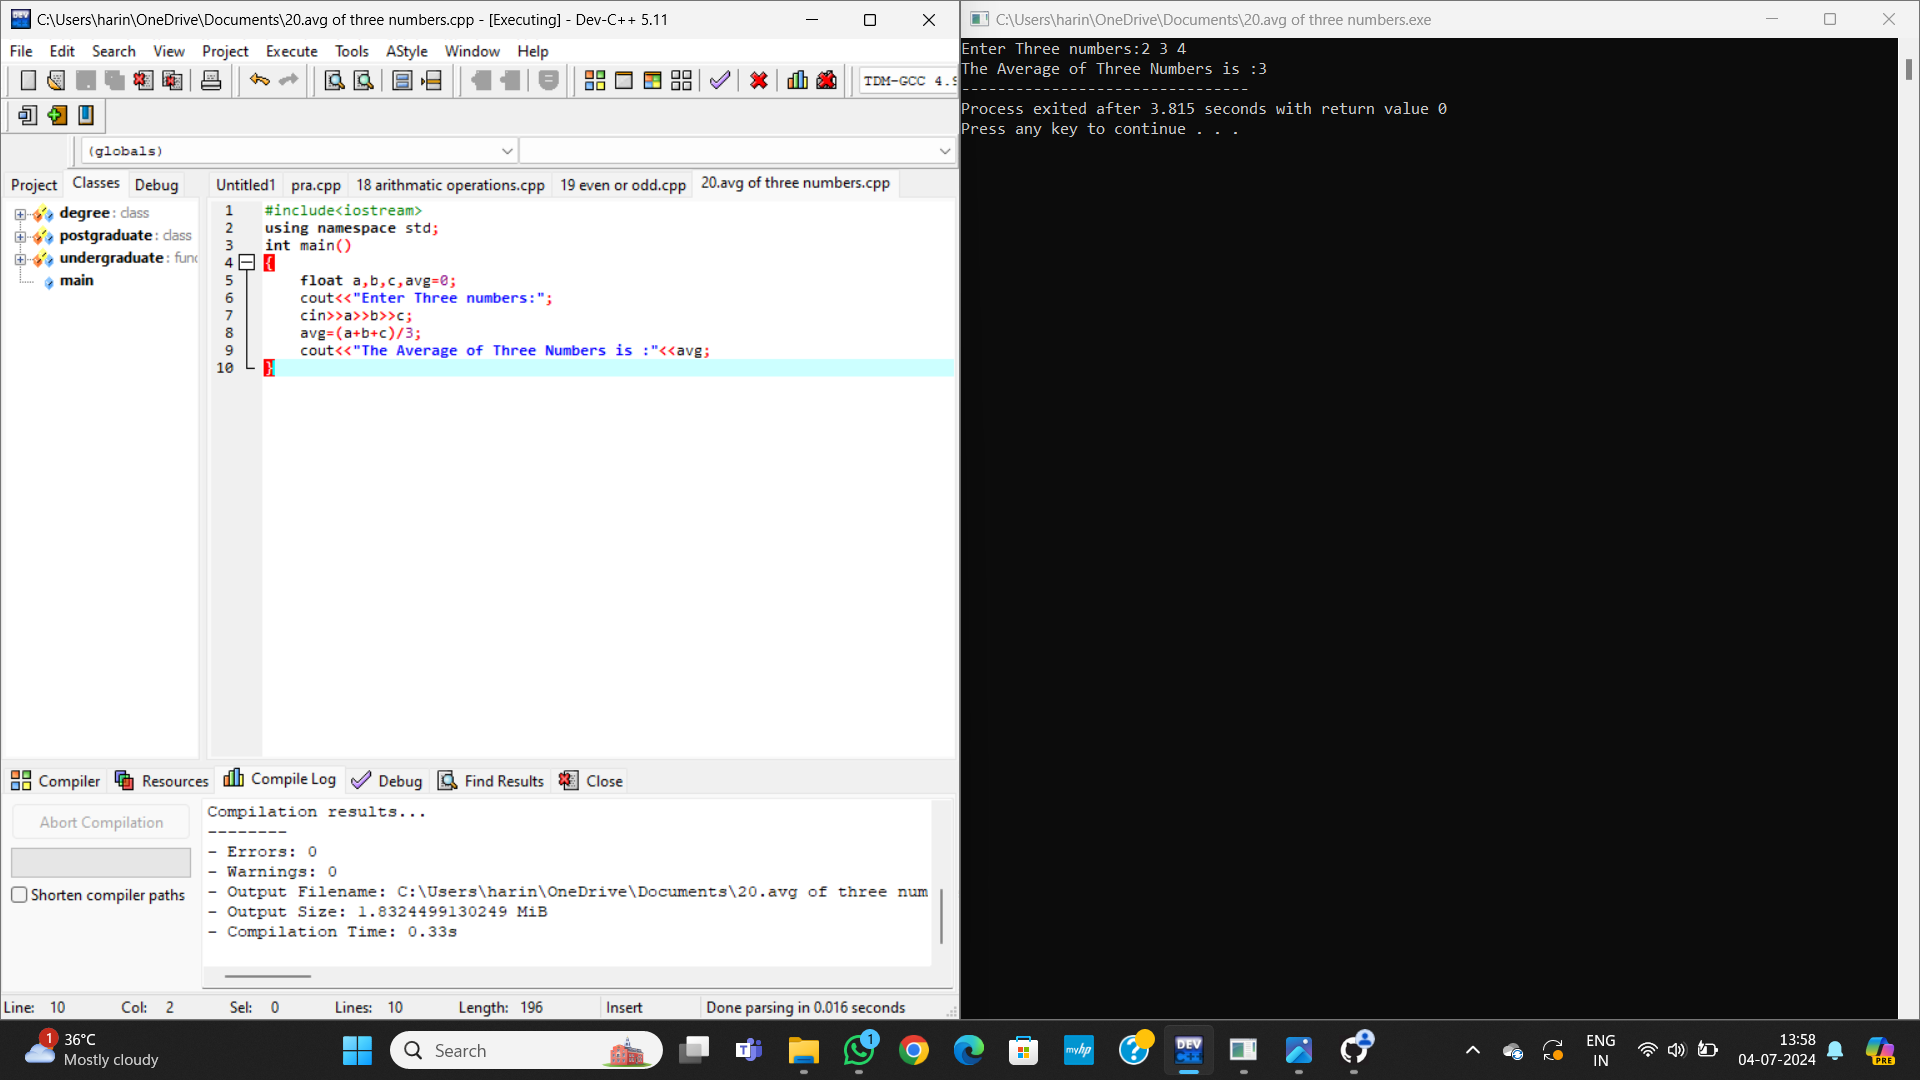 C:\Users\harin\OneDrive\Documents\20.avg of three numbers.cpp - [Executing] - Dev-C++ 5.11
File Edit Search View Project Execute Tools AStyle Window Help
TDM-GCC 4.9
(globals)
Project Classes Debug
Untitled1 pra.cpp 18 arithmatic operations.cpp 19 even or odd.cpp 20.avg of three numbers.cpp
degree : class
postgraduate : class
undergraduate : func
main
1 #include<iostream>
2 using namespace std;
3 int main()
4 {
5 float a,b,c,avg=0;
6 cout<<"Enter Three numbers:";
7 cin>>a>>b>>c;
8 avg=(a+b+c)/3;
9 cout<<"The Average of Three Numbers is :"<<avg;
10 }
Compiler Resources Compile Log Debug Find Results Close
Abort Compilation
Shorten compiler paths
Compilation results...
--------
- Errors: 0
- Warnings: 0
- Output Filename: C:\Users\harin\OneDrive\Documents\20.avg of three num
- Output Size: 1.8324499130249 MiB
- Compilation Time: 0.33s
Line: 10 Col: 2 Sel: 0 Lines: 10 Length: 196 Insert Done parsing in 0.016 seconds
C:\Users\harin\OneDrive\Documents\20.avg of three numbers.exe
Enter Three numbers:2 3 4
The Average of Three Numbers is :3
--------------------------------
Process exited after 3.815 seconds with return value 0
Press any key to continue . . .
1
36°C
Mostly cloudy
Search
1
myhp
DEV
C++
ENG
IN
13:58
04-07-2024
PRE